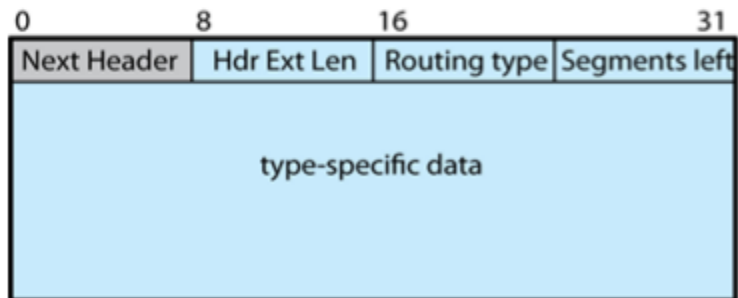 0 8 16 31
Next Header Hdr Ext Len Routing type Segments left
type-specific data